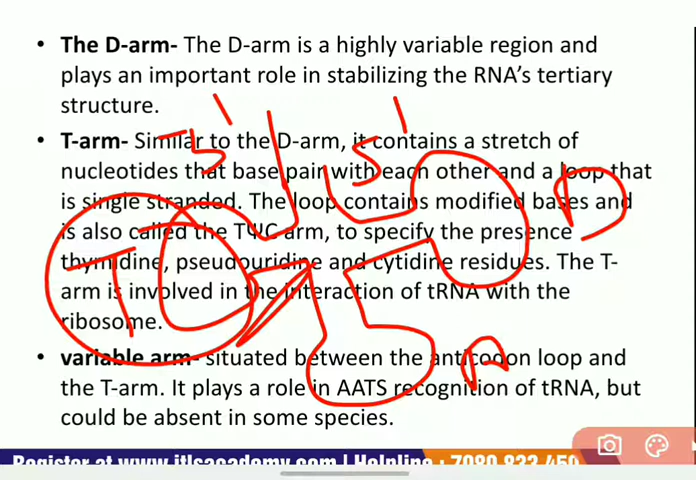 • The D-arm- The D-arm is a highly variable region and
plays an important role in stabilizing the RNA's tertiary
structure.
• T-arm- Similar to the D-arm, it contains a stretch of
nucleotides that base pair with each other and a loop that
is single stranded. The loop contains modified bases and
is also called the TΨC arm, to specify the presence
thymidine, pseudouridine and cytidine residues. The T-
arm is involved in the interaction of tRNA with the
ribosome.
• variable arm- situated between the anticodon loop and
the T-arm. It plays a role in AATS recognition of tRNA, but
could be absent in some species.
5'
D
T
A
Register at www.itlsacademy.com | Helpline : 7080 822 450